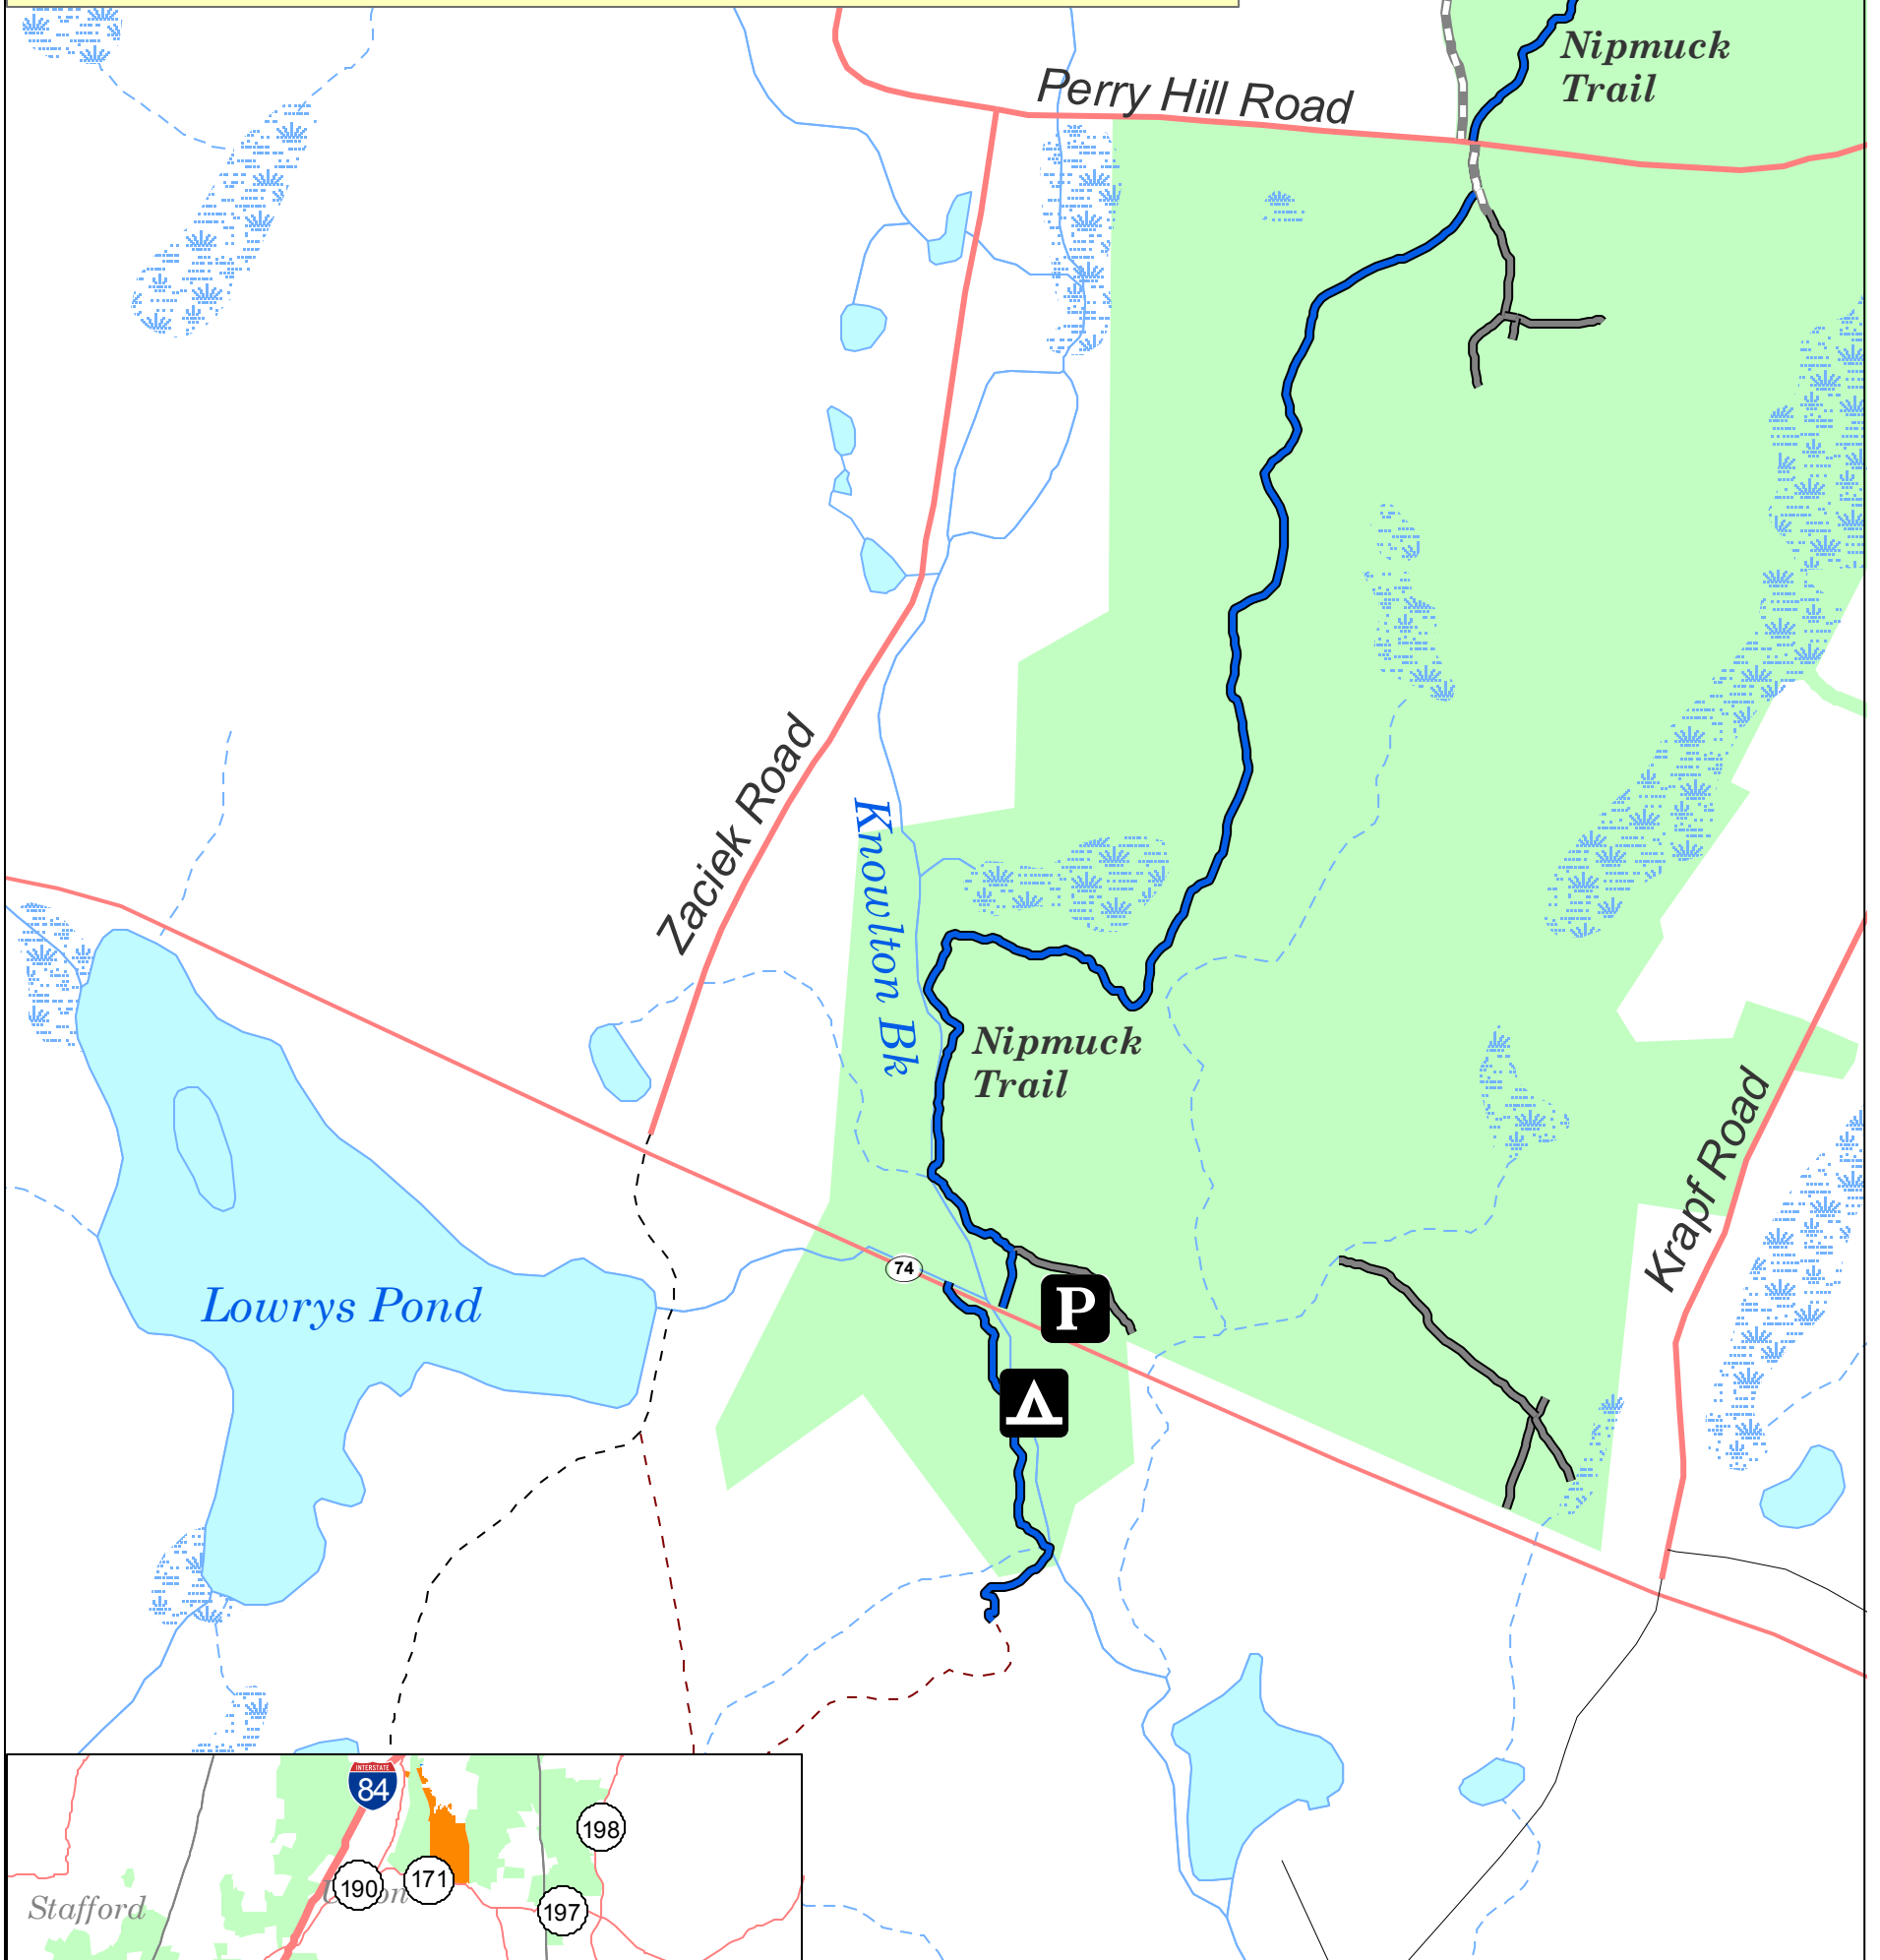 Nipmuck
Trail
Perry Hill Road
Zaciek Road
Knowlton Bk
Nipmuck
Trail
Krapf Road
74
P
Lowrys Pond
INTERSTATE
84
198
171
190
197
Stafford